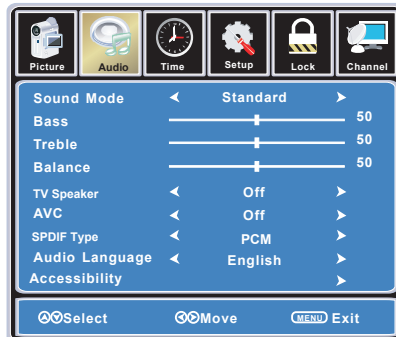 Picture Audio Time Setup Lock Channel
Sound Mode Standard
Bass 50
Treble 50
Balance 50
TV Speaker Off
AVC Off
SPDIF Type PCM
Audio Language English
Accessibility
Select Move MENU Exit